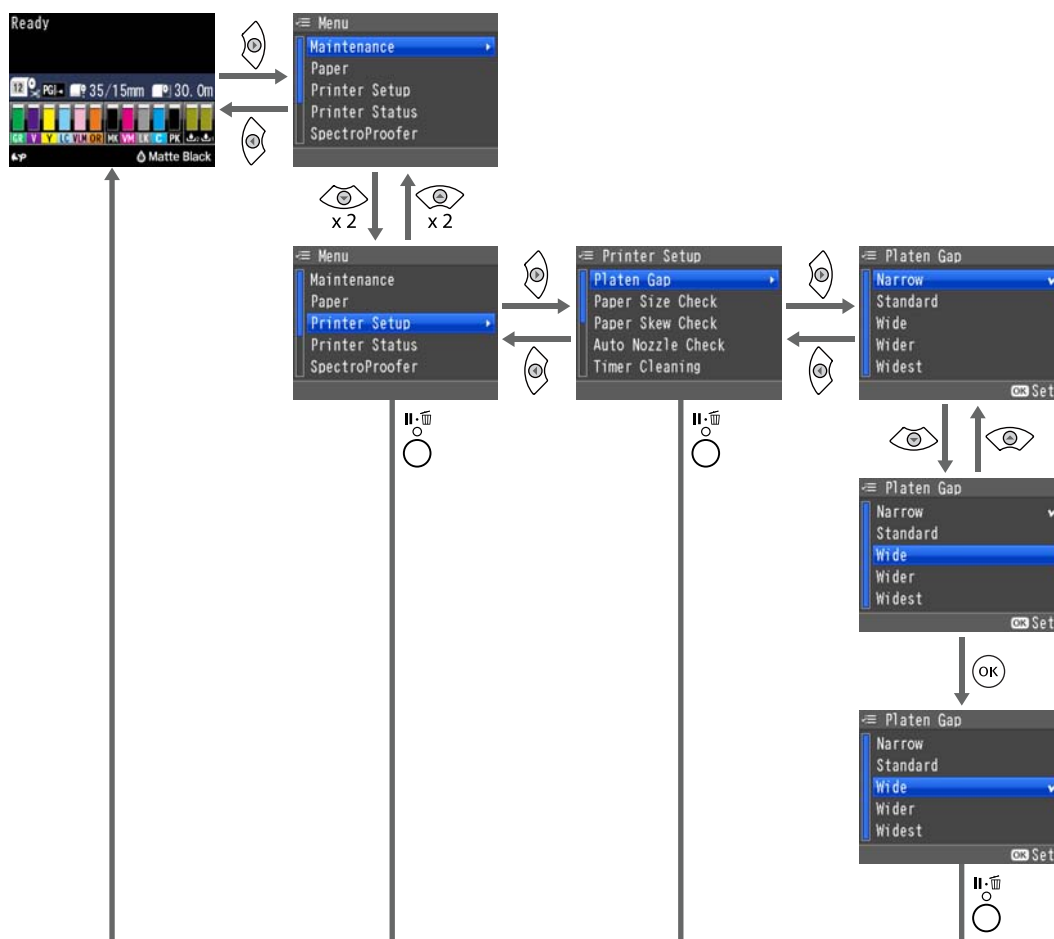 Ready
12 PGI 35/15mm 30.0m
GR V Y LC VLM OR MK VM LK C PK
Matte Black
Menu
Maintenance
Paper
Printer Setup
Printer Status
SpectroProofer
x 2
x 2
Menu
Maintenance
Paper
Printer Setup
Printer Status
SpectroProofer
Printer Setup
Platen Gap
Paper Size Check
Paper Skew Check
Auto Nozzle Check
Timer Cleaning
Platen Gap
Narrow
Standard
Wide
Wider
Widest
OK Set
Platen Gap
Narrow
Standard
Wide
Wider
Widest
OK Set
OK
Platen Gap
Narrow
Standard
Wide
Wider
Widest
OK Set